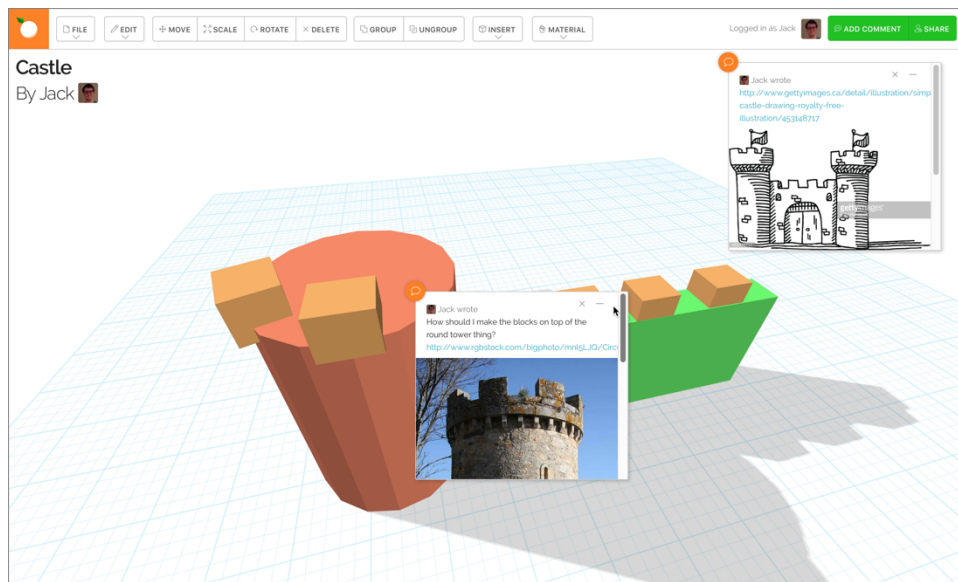 FILE
EDIT
MOVE
SCALE
ROTATE
DELETE
GROUP
UNGROUP
INSERT
MATERIAL
Logged in as Jack
ADD COMMENT
SHARE
Castle
By Jack
Jack wrote
http://www.gettyimages.ca/detail/illustration/simp
castle-drawing-royalty-free-
illustration/453148717
gettyimages
Jack wrote
How should I make the blocks on top of the
round tower thing?
http://www.rgbstock.com/bigphoto/mnl5LJQ/Circ